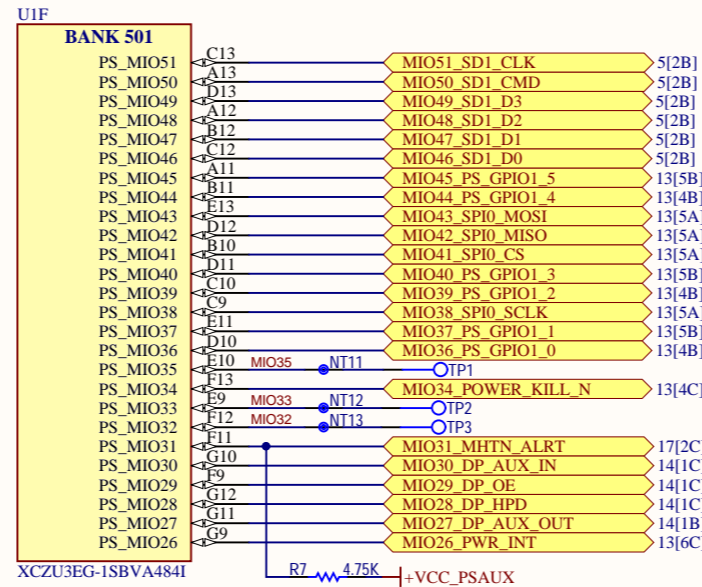 U1F
BANK 501
PS_MIO51 C13 MIO51_SD1_CLK 5[2B]
PS_MIO50 A13 MIO50_SD1_CMD 5[2B]
PS_MIO49 D13 MIO49_SD1_D3 5[2B]
PS_MIO48 A12 MIO48_SD1_D2 5[2B]
PS_MIO47 B12 MIO47_SD1_D1 5[2B]
PS_MIO46 C12 MIO46_SD1_D0 5[2B]
PS_MIO45 A11 MIO45_PS_GPIO1_5 13[5B]
PS_MIO44 B11 MIO44_PS_GPIO1_4 13[4B]
PS_MIO43 E13 MIO43_SPI0_MOSI 13[5A]
PS_MIO42 D12 MIO42_SPI0_MISO 13[5A]
PS_MIO41 B10 MIO41_SPI0_CS 13[5A]
PS_MIO40 D11 MIO40_PS_GPIO1_3 13[5B]
PS_MIO39 C10 MIO39_PS_GPIO1_2 13[4B]
PS_MIO38 C9 MIO38_SPI0_SCLK 13[5A]
PS_MIO37 E11 MIO37_PS_GPIO1_1 13[5B]
PS_MIO36 D10 MIO36_PS_GPIO1_0 13[4B]
PS_MIO35 E10 MIO35 NT11 TP1
PS_MIO34 F13 MIO34_POWER_KILL_N 13[4C]
PS_MIO33 E9 MIO33 NT12 TP2
PS_MIO32 F12 MIO32 NT13 TP3
PS_MIO31 F11 MIO31_MHTN_ALRT 17[2C]
PS_MIO30 G10 MIO30_DP_AUX_IN 14[1C]
PS_MIO29 F9 MIO29_DP_OE 14[1C]
PS_MIO28 G12 MIO28_DP_HPD 14[1C]
PS_MIO27 G11 MIO27_DP_AUX_OUT 14[1B]
PS_MIO26 G9 MIO26_PWR_INT 13[6C]
XCZU3EG-1SBVA484I R7 4.75K +VCC_PSAUX